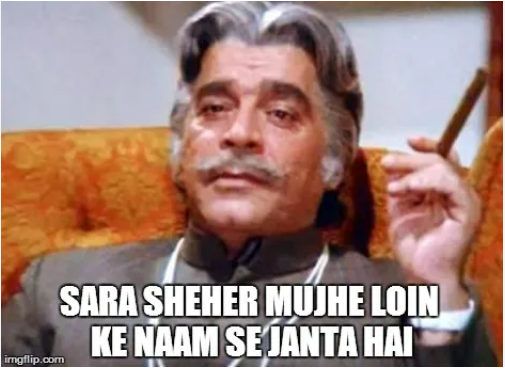 SARA SHEHER MUJHE LOIN
KE NAAM SE JANTA HAI
imgflip.com